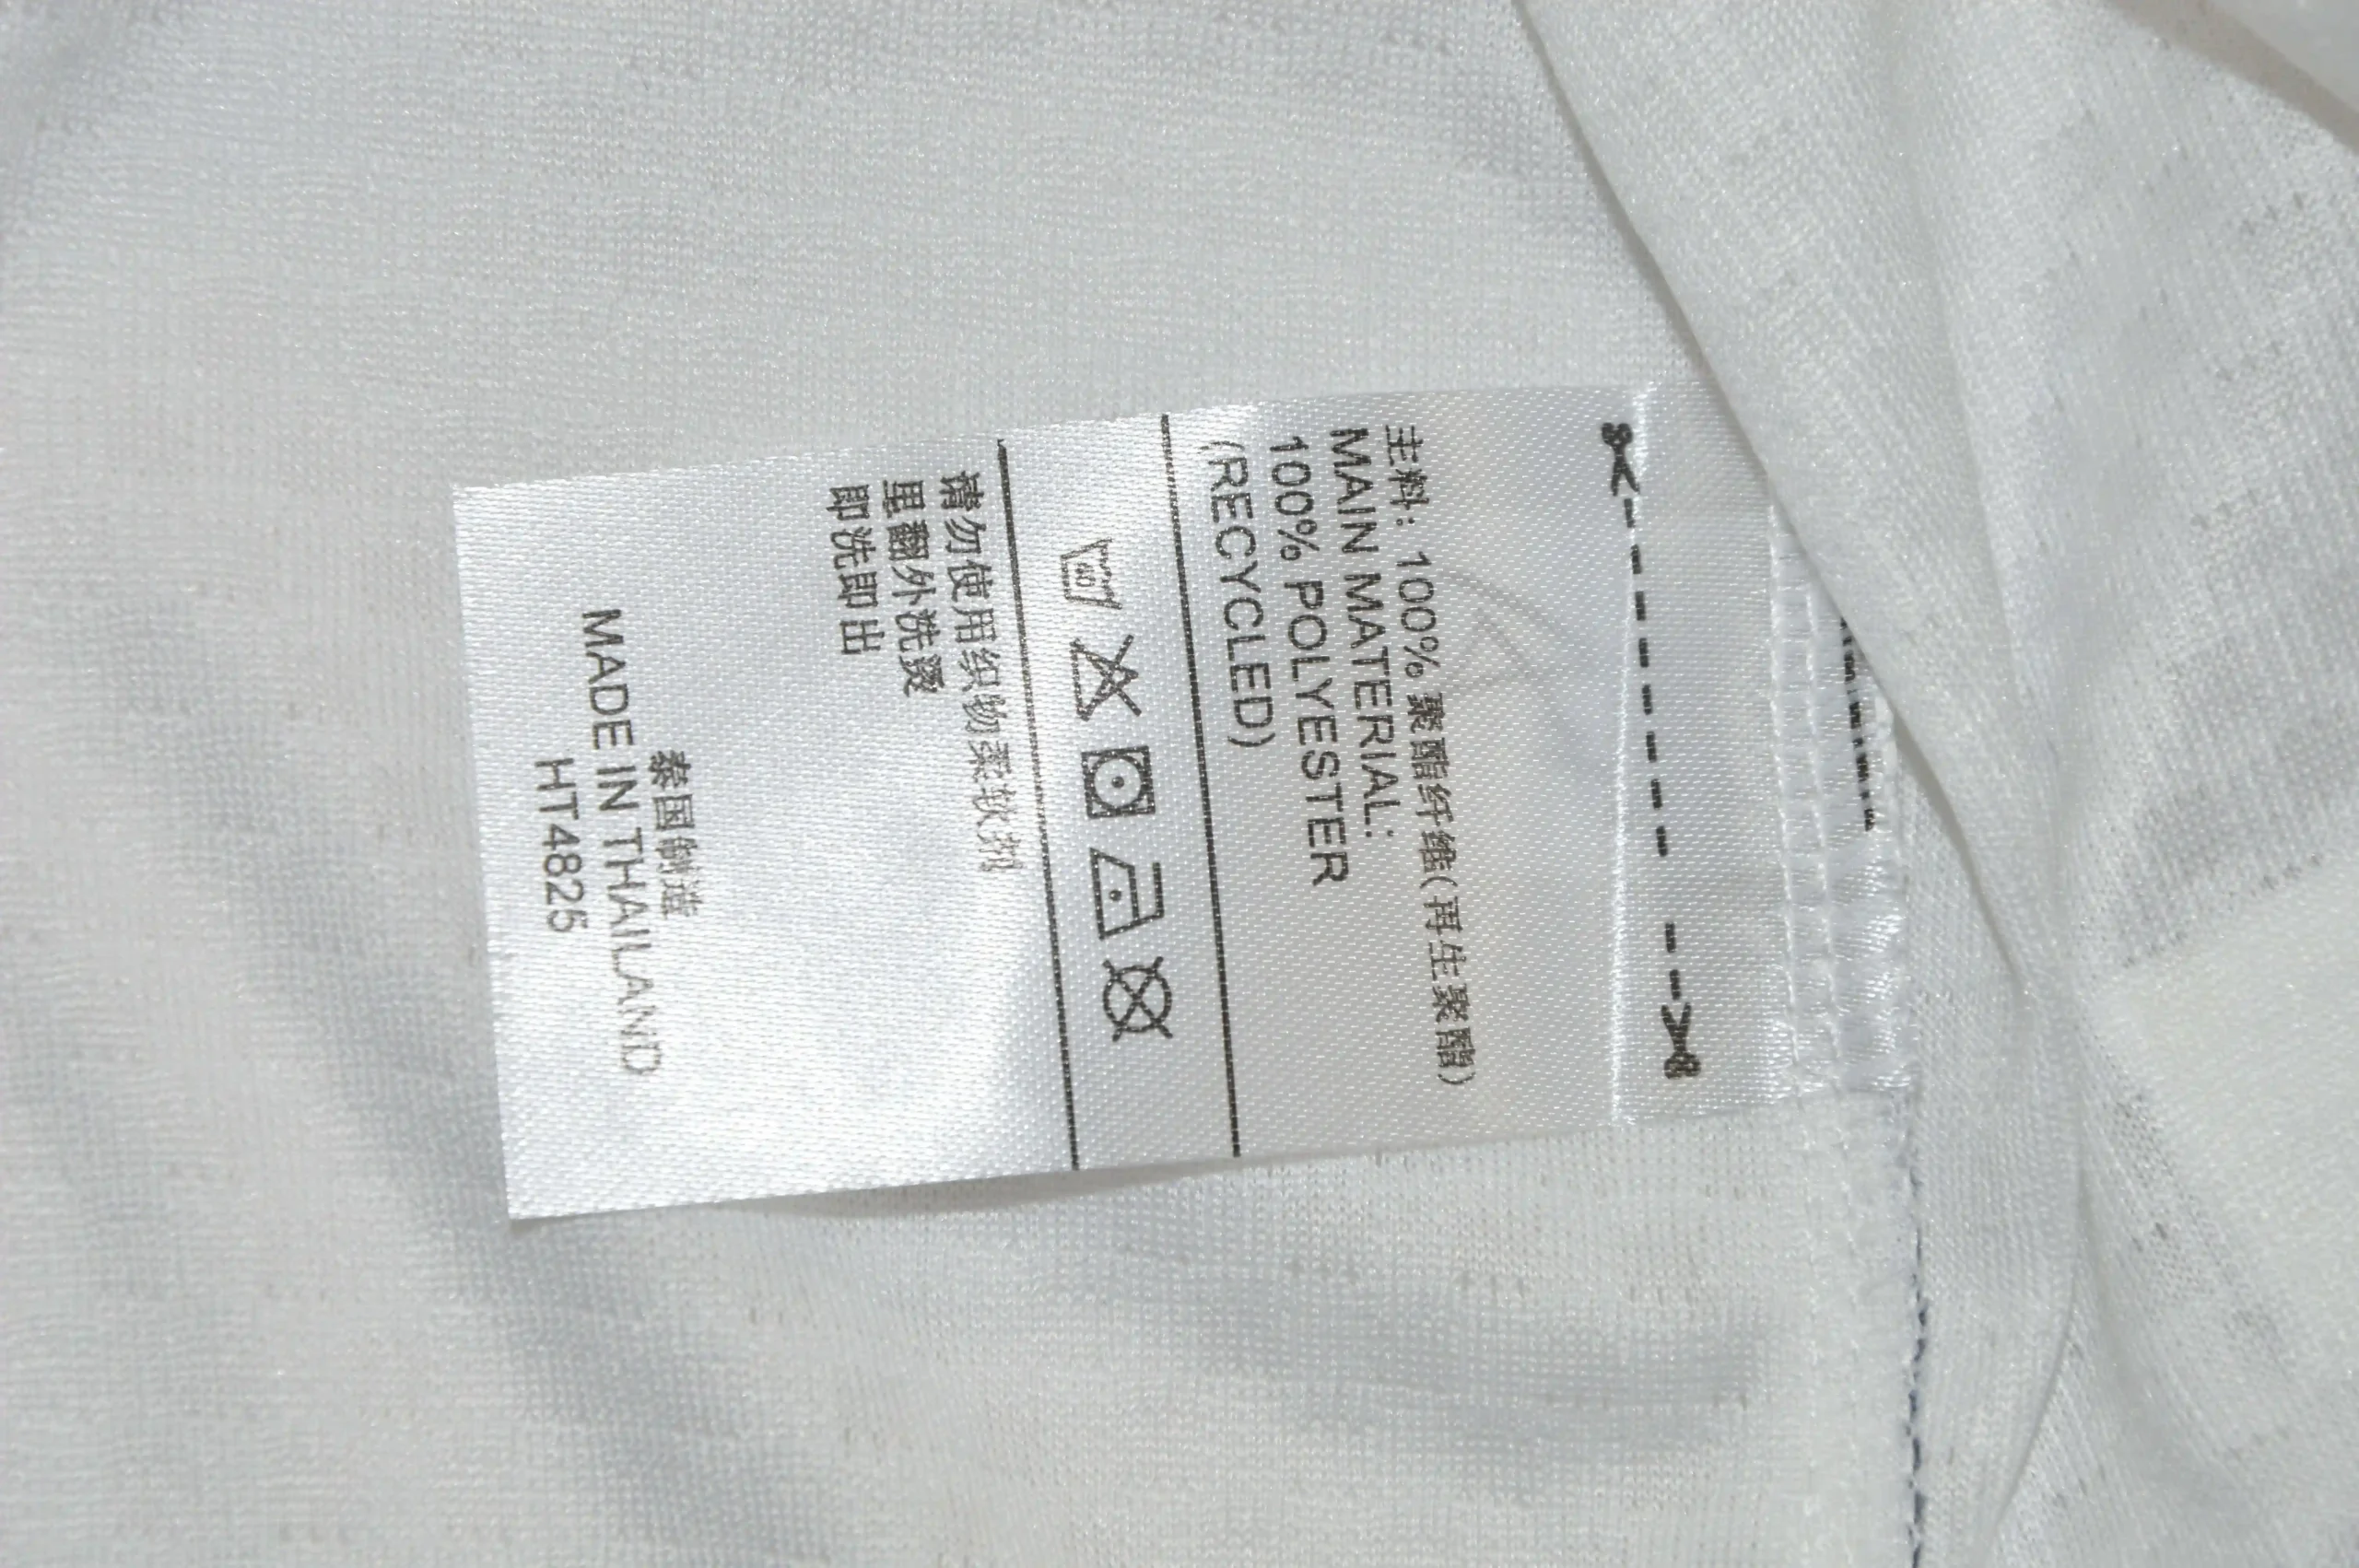 主料: 100% 聚酯纤维(再生聚酯)
MAIN MATERIAL:
100% POLYESTER
(RECYCLED)
40
请勿使用织物柔软剂
里翻外洗烫
即洗即出
泰国制造
MADE IN THAILAND
HT4825